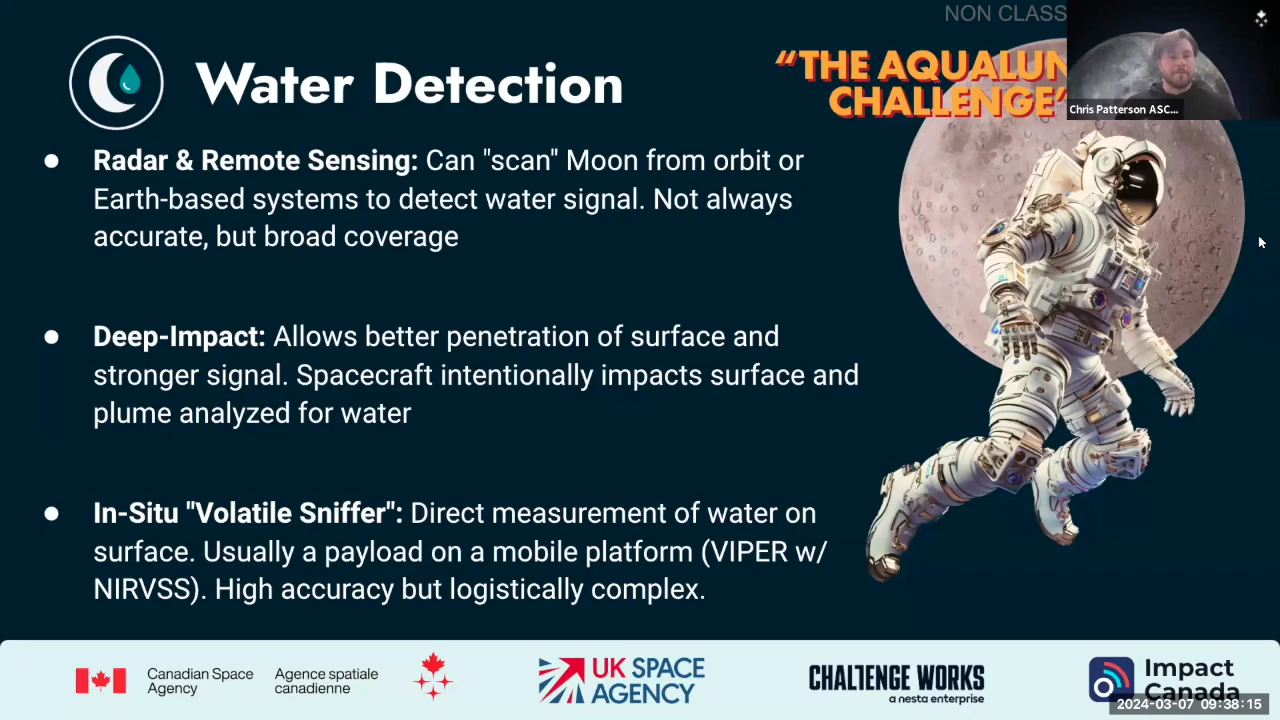 NON CLASS
Water Detection
“THE AQUALUN
CHALLENGE”
Chris Patterson ASC...
● Radar & Remote Sensing: Can "scan" Moon from orbit or
Earth-based systems to detect water signal. Not always
accurate, but broad coverage
● Deep-Impact: Allows better penetration of surface and
stronger signal. Spacecraft intentionally impacts surface and
plume analyzed for water
● In-Situ "Volatile Sniffer": Direct measurement of water on
surface. Usually a payload on a mobile platform (VIPER w/
NIRVSS). High accuracy but logistically complex.
Canadian Space
Agency
Agence spatiale
canadienne
UK SPACE
AGENCY
CHALLENGE WORKS
a nesta enterprise
Impact
Canada
2024-03-07 09:38:15